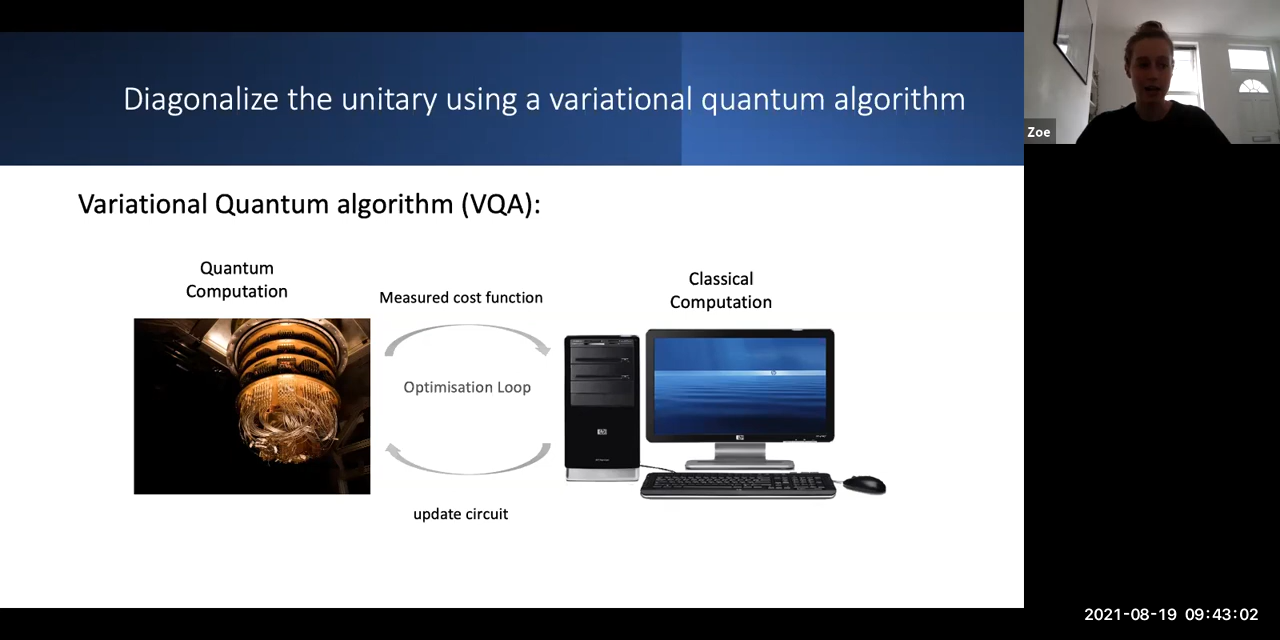 Diagonalize the unitary using a variational quantum algorithm
Zoe
Variational Quantum algorithm (VQA):
Quantum
Computation
Measured cost function
Classical
Computation
Optimisation Loop
update circuit
2021-08-19 09:43:02